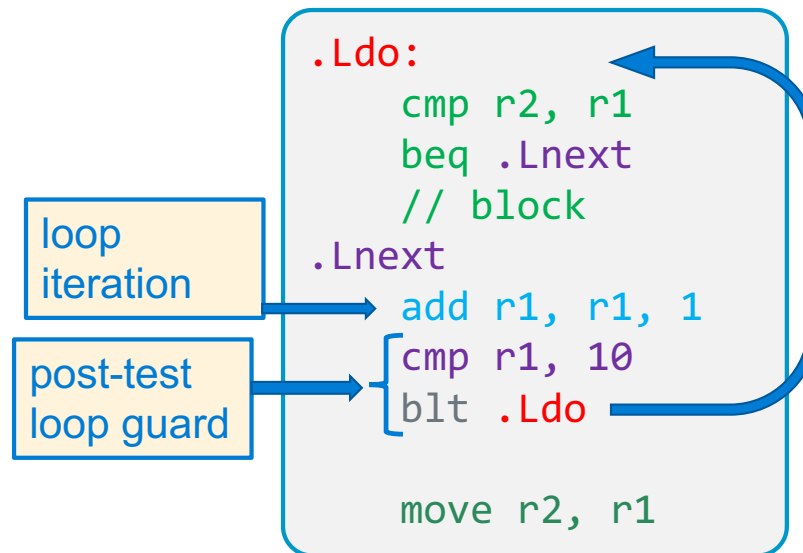 .Ldo:
cmp r2, r1
beq .Lnext
// block
loop
iteration
.Lnext
add r1, r1, 1
post-test
loop guard
cmp r1, 10
blt .Ldo
move r2, r1